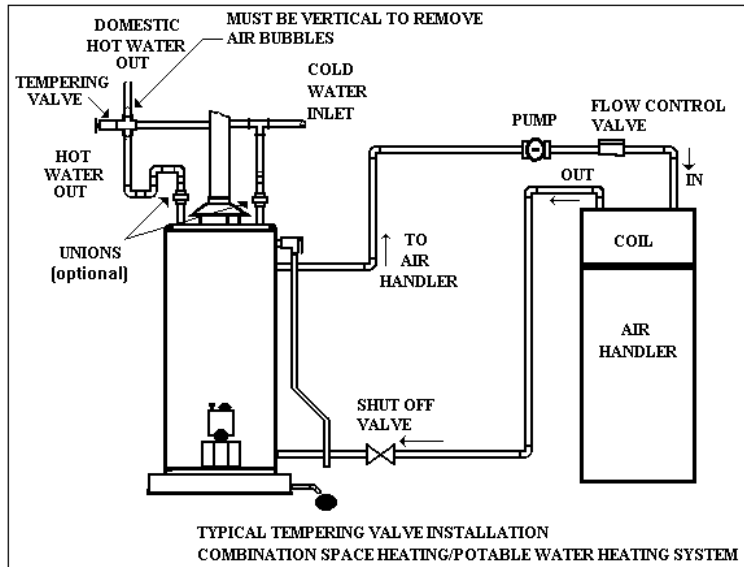 DOMESTIC
HOT WATER
OUT
MUST BE VERTICAL TO REMOVE
AIR BUBBLES
TEMPERING
VALVE
COLD
WATER
INLET
HOT
WATER
OUT
UNIONS
(optional)
TO
AIR
HANDLER
PUMP
FLOW CONTROL
VALVE
IN
OUT
COIL
AIR
HANDLER
SHUT OFF
VALVE
TYPICAL TEMPERING VALVE INSTALLATION
COMBINATION SPACE HEATING/POTABLE WATER HEATING SYSTEM